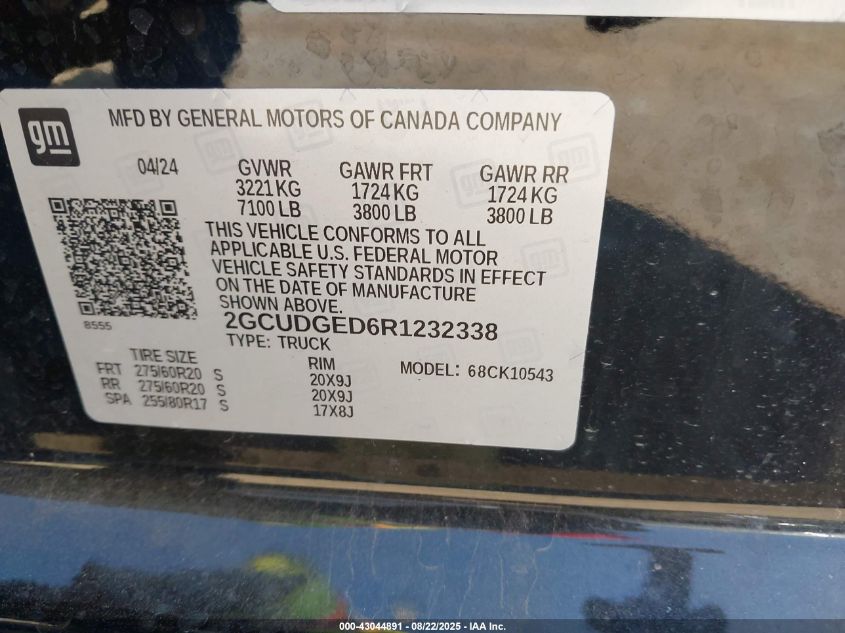 gm
MFD BY GENERAL MOTORS OF CANADA COMPANY
04/24
GVWR GAWR FRT GAWR RR
3221 KG 1724 KG 1724 KG
7100 LB 3800 LB 3800 LB
THIS VEHICLE CONFORMS TO ALL
APPLICABLE U.S. FEDERAL MOTOR
VEHICLE SAFETY STANDARDS IN EFFECT
ON THE DATE OF MANUFACTURE
SHOWN ABOVE.
8555
2GCUDGED6R1232338
TYPE: TRUCK
TIRE SIZE RIM MODEL: 68CK10543
FRT 275/60R20 S 20X9J
RR 275/60R20 S 20X9J
SPA 255/80R17 S 17X8J
000-43044891 - 08/22/2025 - IAA Inc.